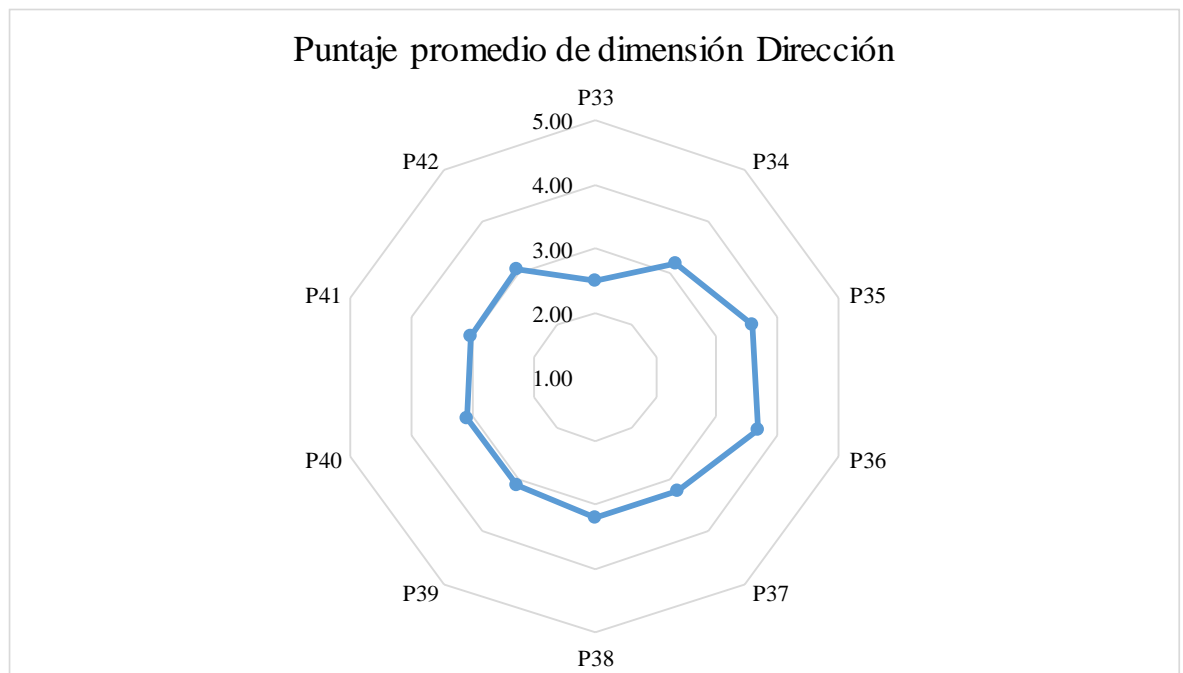 Puntaje promedio de dimensión Dirección
P33
5.00
P42
P34
4.00
3.00
P41
P35
2.00
1.00
P40
P36
P39
P37
P38